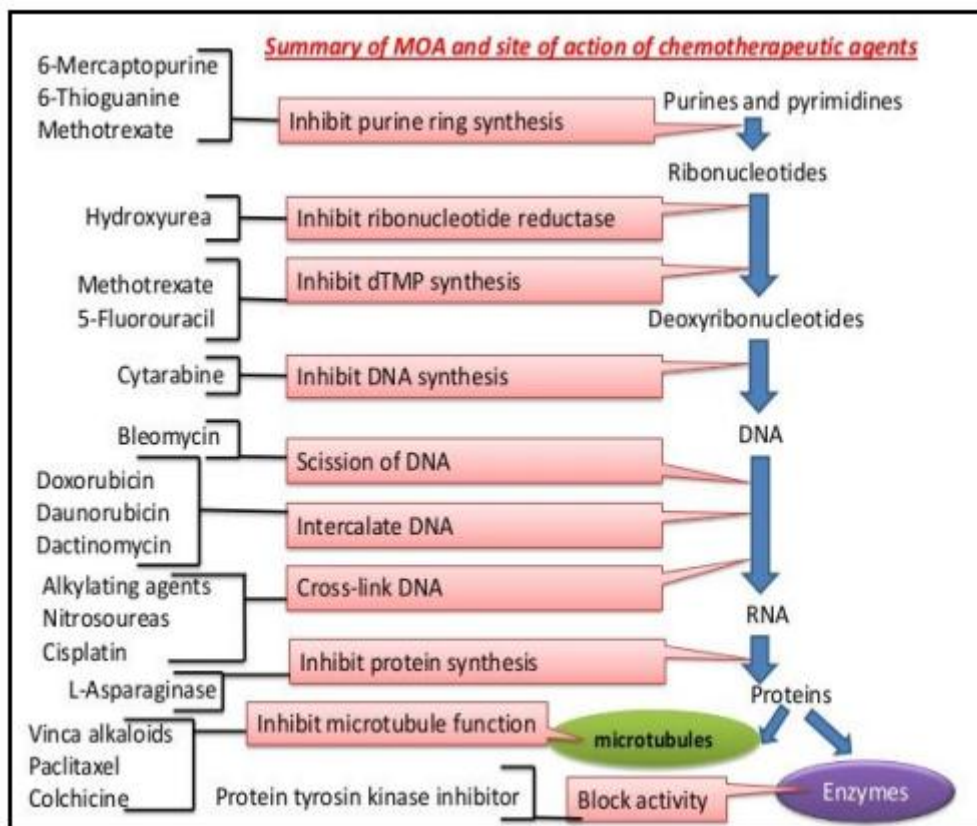 Summary of MOA and site of action of chemotherapeutic agents
6-Mercaptopurine
6-Thioguanine
Methotrexate
Inhibit purine ring synthesis
Purines and pyrimidines
Ribonucleotides
Hydroxyurea
Inhibit ribonucleotide reductase
Methotrexate
5-Fluorouracil
Inhibit dTMP synthesis
Deoxyribonucleotides
Cytarabine
Inhibit DNA synthesis
DNA
Bleomycin
Scission of DNA
Doxorubicin
Daunorubicin
Dactinomycin
Intercalate DNA
Alkylating agents
Nitrosoureas
Cisplatin
Cross-link DNA
RNA
L-Asparaginase
Inhibit protein synthesis
Proteins
Vinca alkaloids
Paclitaxel
Colchicine
Inhibit microtubule function
microtubules
Protein tyrosin kinase inhibitor
Block activity
Enzymes